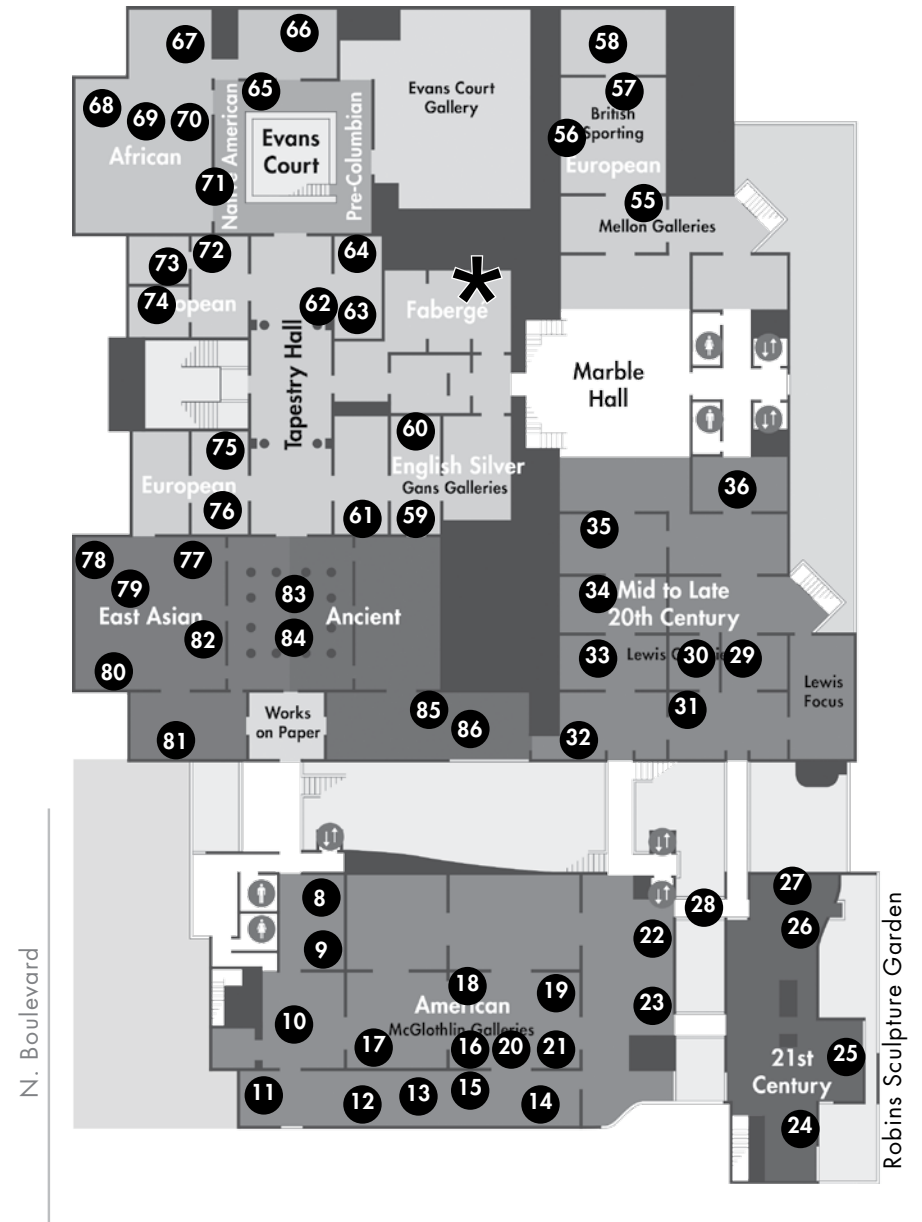 67
66
58
68
69
70
65
Native American
Evans
Court
Pre-Columbian
Evans Court
Gallery
57
56
British
Sporting
European
African
71
55
Mellon Galleries
72
64
73
74
European
62
63
Faberge
*
Tapestry Hall
Marble
Hall
75
60
European
English Silver
Gans Galleries
76
61
59
36
35
78
77
79
83
East Asian
Ancient
84
82
80
34
Mid to Late
20th Century
33
Lewis
30
29
Lewis
Focus
31
81
Works
on Paper
85
86
32
8
9
28
27
26
22
18
19
23
American
McGlothlin Galleries
10
17
16
20
21
25
21st
Century
11
12
13
15
14
24
N. Boulevard
Robins Sculpture Garden